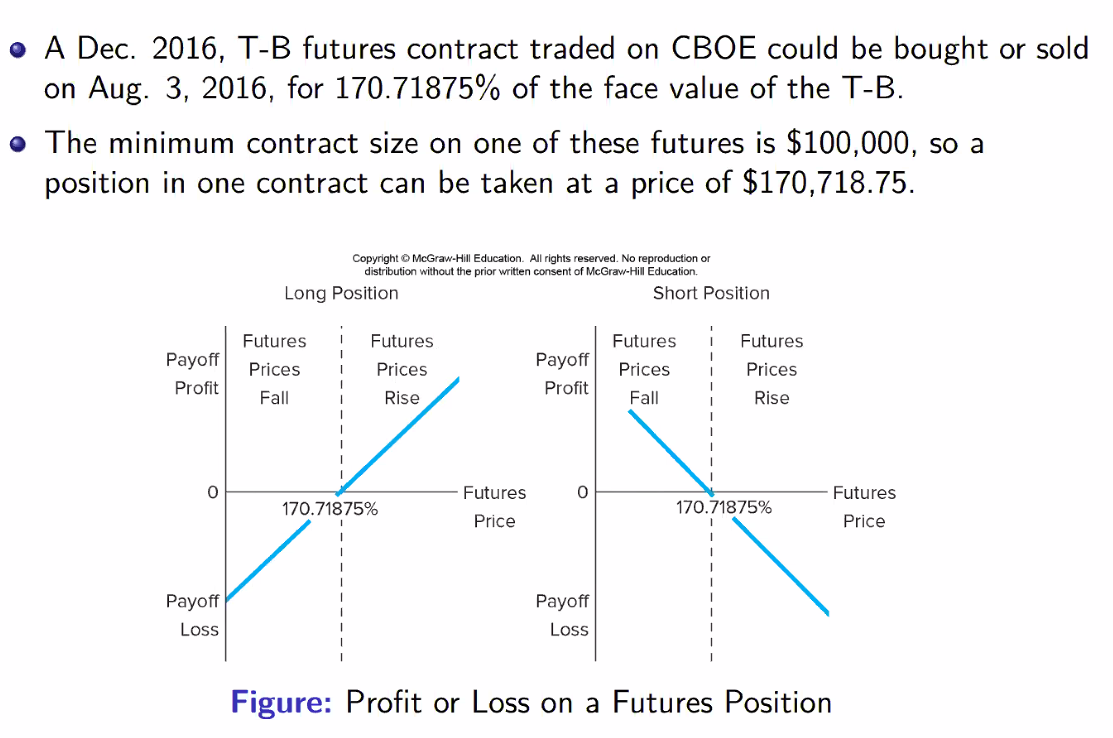 A Dec. 2016, T-B futures contract traded on CBOE could be bought or sold
on Aug. 3, 2016, for 170.71875% of the face value of the T-B.
The minimum contract size on one of these futures is $100,000, so a
position in one contract can be taken at a price of $170,718.75.
Copyright © McGraw-Hill Education. All rights reserved. No reproduction or
distribution without the prior written consent of McGraw-Hill Education.
Long Position
Payoff
Profit
Futures
Prices
Fall
Futures
Prices
Rise
0
170.71875%
Futures
Price
Payoff
Loss
Short Position
Payoff
Profit
Futures
Prices
Fall
Futures
Prices
Rise
0
170.71875%
Futures
Price
Payoff
Loss
Figure: Profit or Loss on a Futures Position